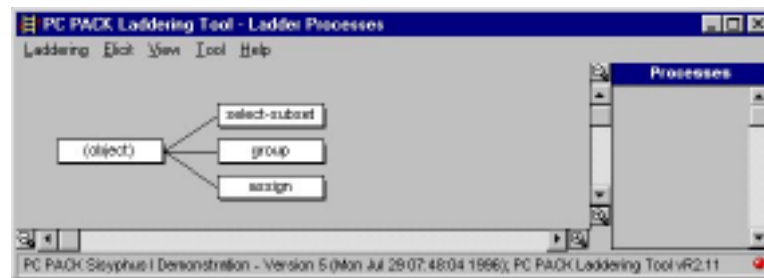 PC PACK Laddering Tool - Ladder Processes
Laddering Elicit View Tool Help
Processes
select-subset
(object)
group
assign
PC PACK Sisyphus I Demonstration - Version 5 (Mon Jul 29 07:48:04 1996); PC PACK Laddering Tool vR2.11